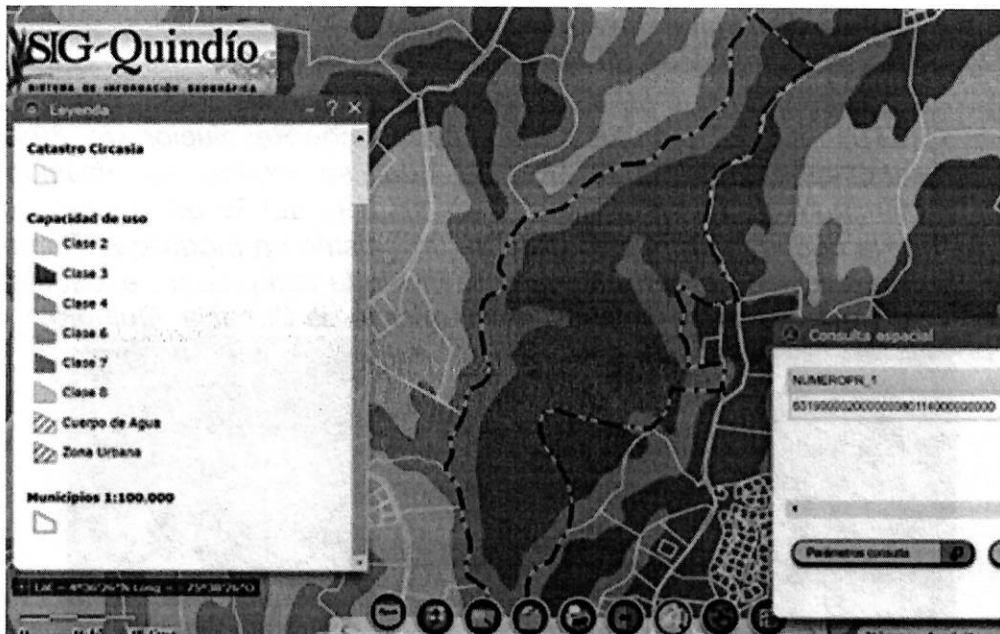 SIG-Quindío
SISTEMA DE INFORMACIÓN GEOGRÁFICA
Leyenda
Catastro Circasia
Capacidad de uso
Clase 2
Clase 3
Clase 4
Clase 6
Clase 7
Clase 8
Cuerpo de Agua
Zona Urbana
Municipios 1:100.000
Consulta espacial
NUMEROPR_1
Parámetros consulta